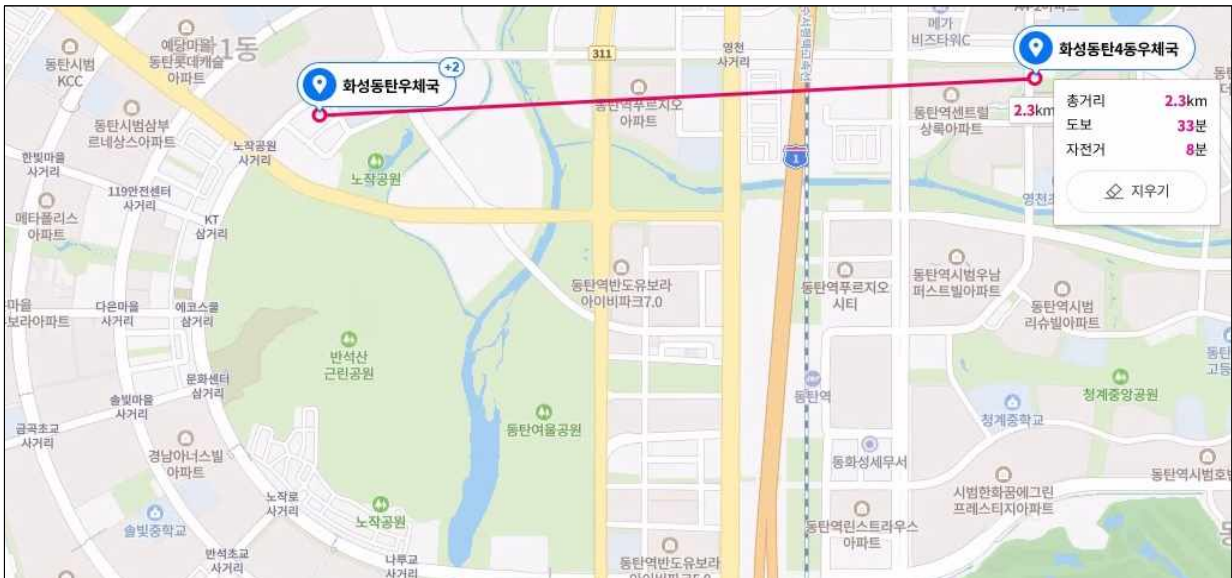 메가
비즈타워C
동탄시범
KCC
예당마을
동탄롯데캐슬
아파트
1동
311
영천
사거리
화성동탄4동우체국
화성동탄우체국
+2
총거리 2.3km
도보 33분
자전거 8분
지우기
2.3km
동탄역푸르지오
아파트
동탄역센트럴
상록아파트
동탄시범삼부
르네상스아파트
노작공원
사거리
한빛마을
사거리
노작공원
1
119안전센터
사거리
KT
삼거리
메타폴리스
아파트
동탄역반도유보라
아이비파크7.0
동탄역푸르지오
시티
동탄역시범우남
퍼스트빌아파트
동탄역시범
리슈빌아파트
마을
보라아파트
다은마을
사거리
에코스쿨
삼거리
반석산
근린공원
문화센터
삼거리
솔빛마을
사거리
동탄역
청계중앙공원
청계중학교
금곡초교
사거리
경남아너스빌
아파트
동탄여울공원
동화성세무서
시범한화꿈에그린
프레스티지아파트
노작로
사거리
노작공원
솔빛중학교
동탄역린스트라우스
아파트
반석초교
사거리
나루교
사거리
동탄역반도유보라
아이비파크5.0